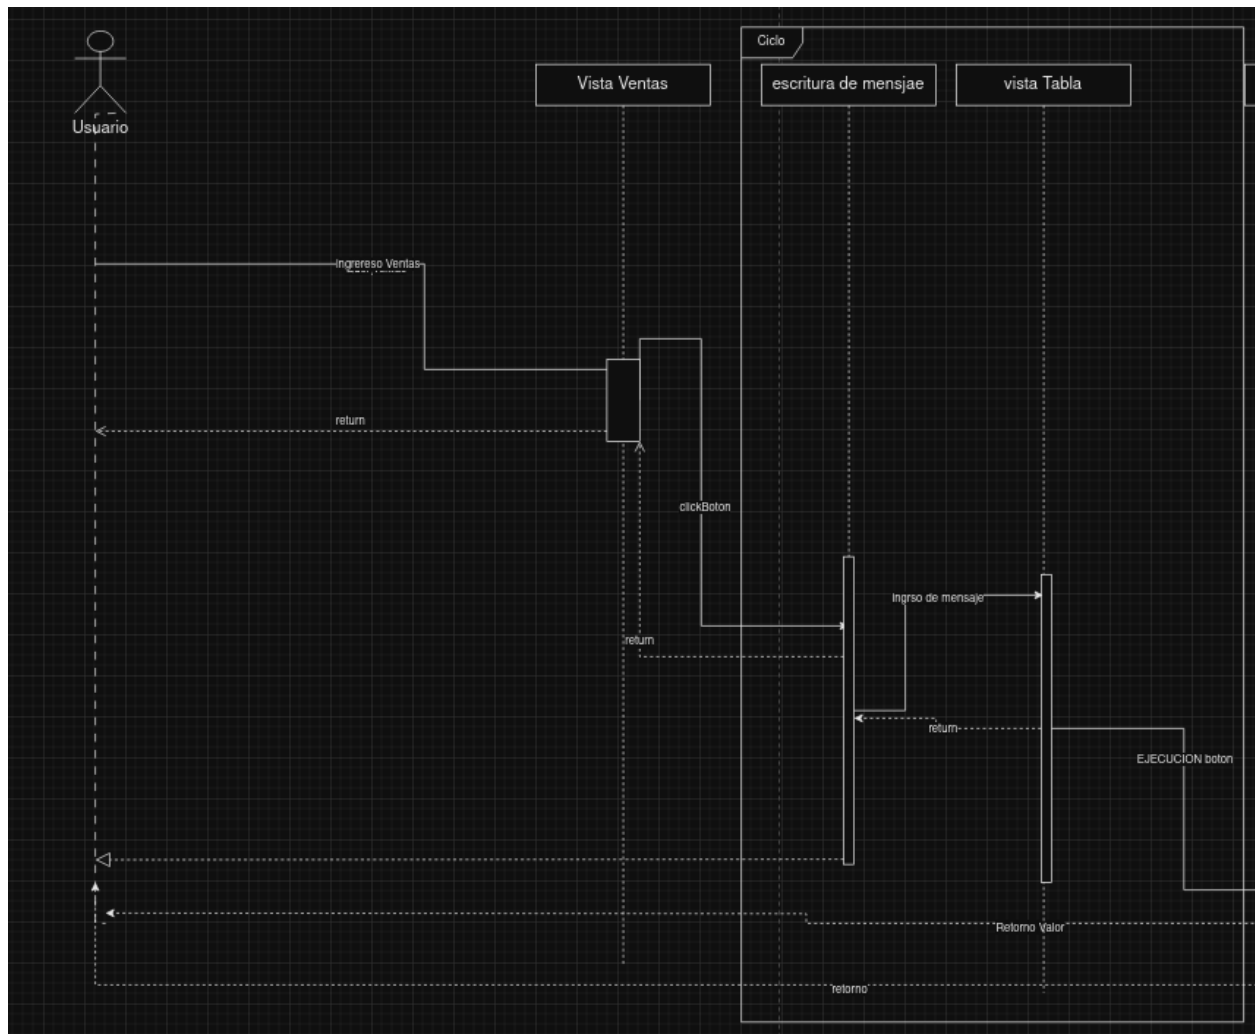 Ciclo
Vista Ventas
escritura de mensjae
vista Tabla
Usuario
Ingrereso Ventas
return
clickBoton
Ingrso de mensaje
return
return
EJECUCION boton
Retorno Valor
retorno